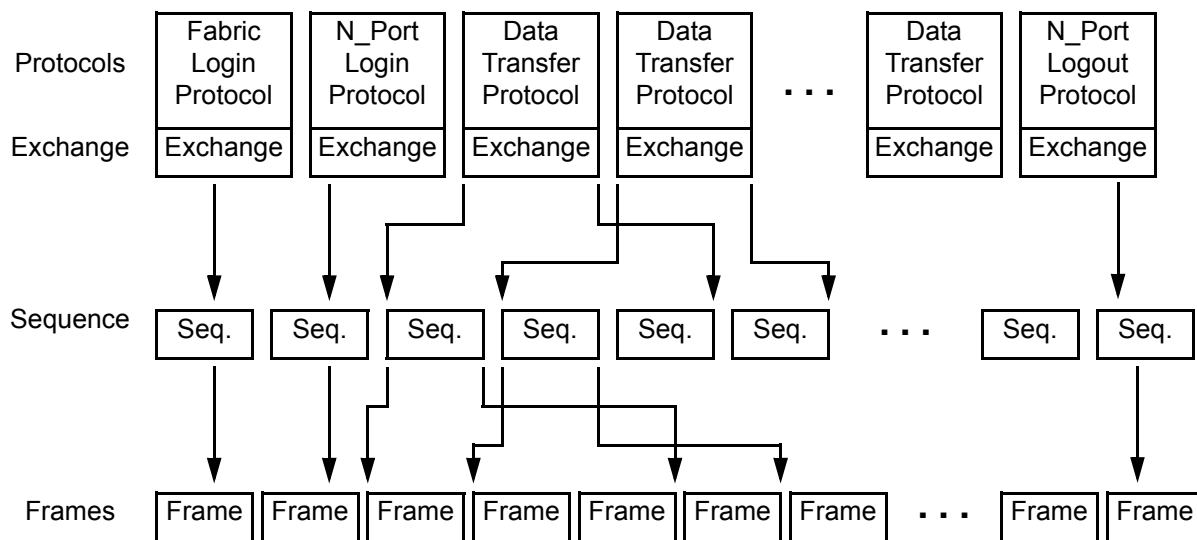 Protocols
Fabric
Login
Protocol
N_Port
Login
Protocol
Data
Transfer
Protocol
Data
Transfer
Protocol
. . .
Data
Transfer
Protocol
N_Port
Logout
Protocol
Exchange
Exchange
Exchange
Exchange
Exchange
Exchange
Exchange
Sequence
Seq.
Seq.
Seq.
Seq.
Seq.
Seq.
. . .
Seq.
Seq.
Frames
Frame
Frame
Frame
Frame
Frame
Frame
Frame
. . .
Frame
Frame